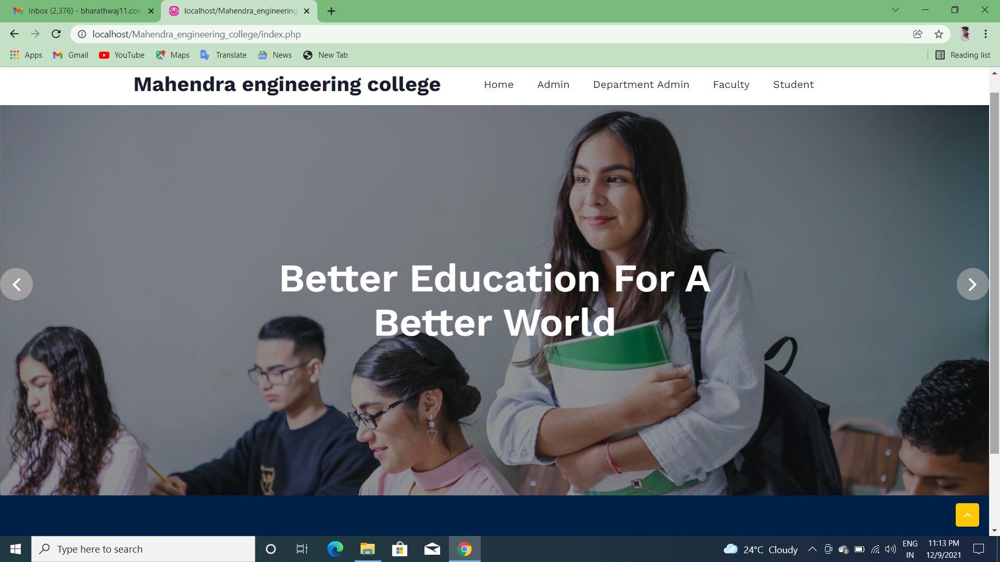 Inbox (2,376) - bharathwaj11.com
localhost/Mahendra_engineering
localhost/Mahendra_engineering_college/index.php
Apps Gmail YouTube Maps Translate News New Tab Reading list
Mahendra engineering college
Home Admin Department Admin Faculty Student
Better Education For A
Better World
Type here to search
24°C Cloudy
ENG
IN
11:13 PM
12/9/2021